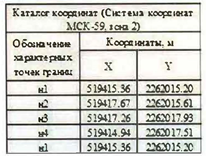 Каталог координат (Система координат
МСК-59, зона 2)
Обозначение характерных точек границ
Координаты, м
X Y
н1 519415.36 2262015.20
н2 519417.67 2262015.61
н3 519417.26 2262017.93
н4 519414.94 2262017.51
н1 519415.36 2262015.20